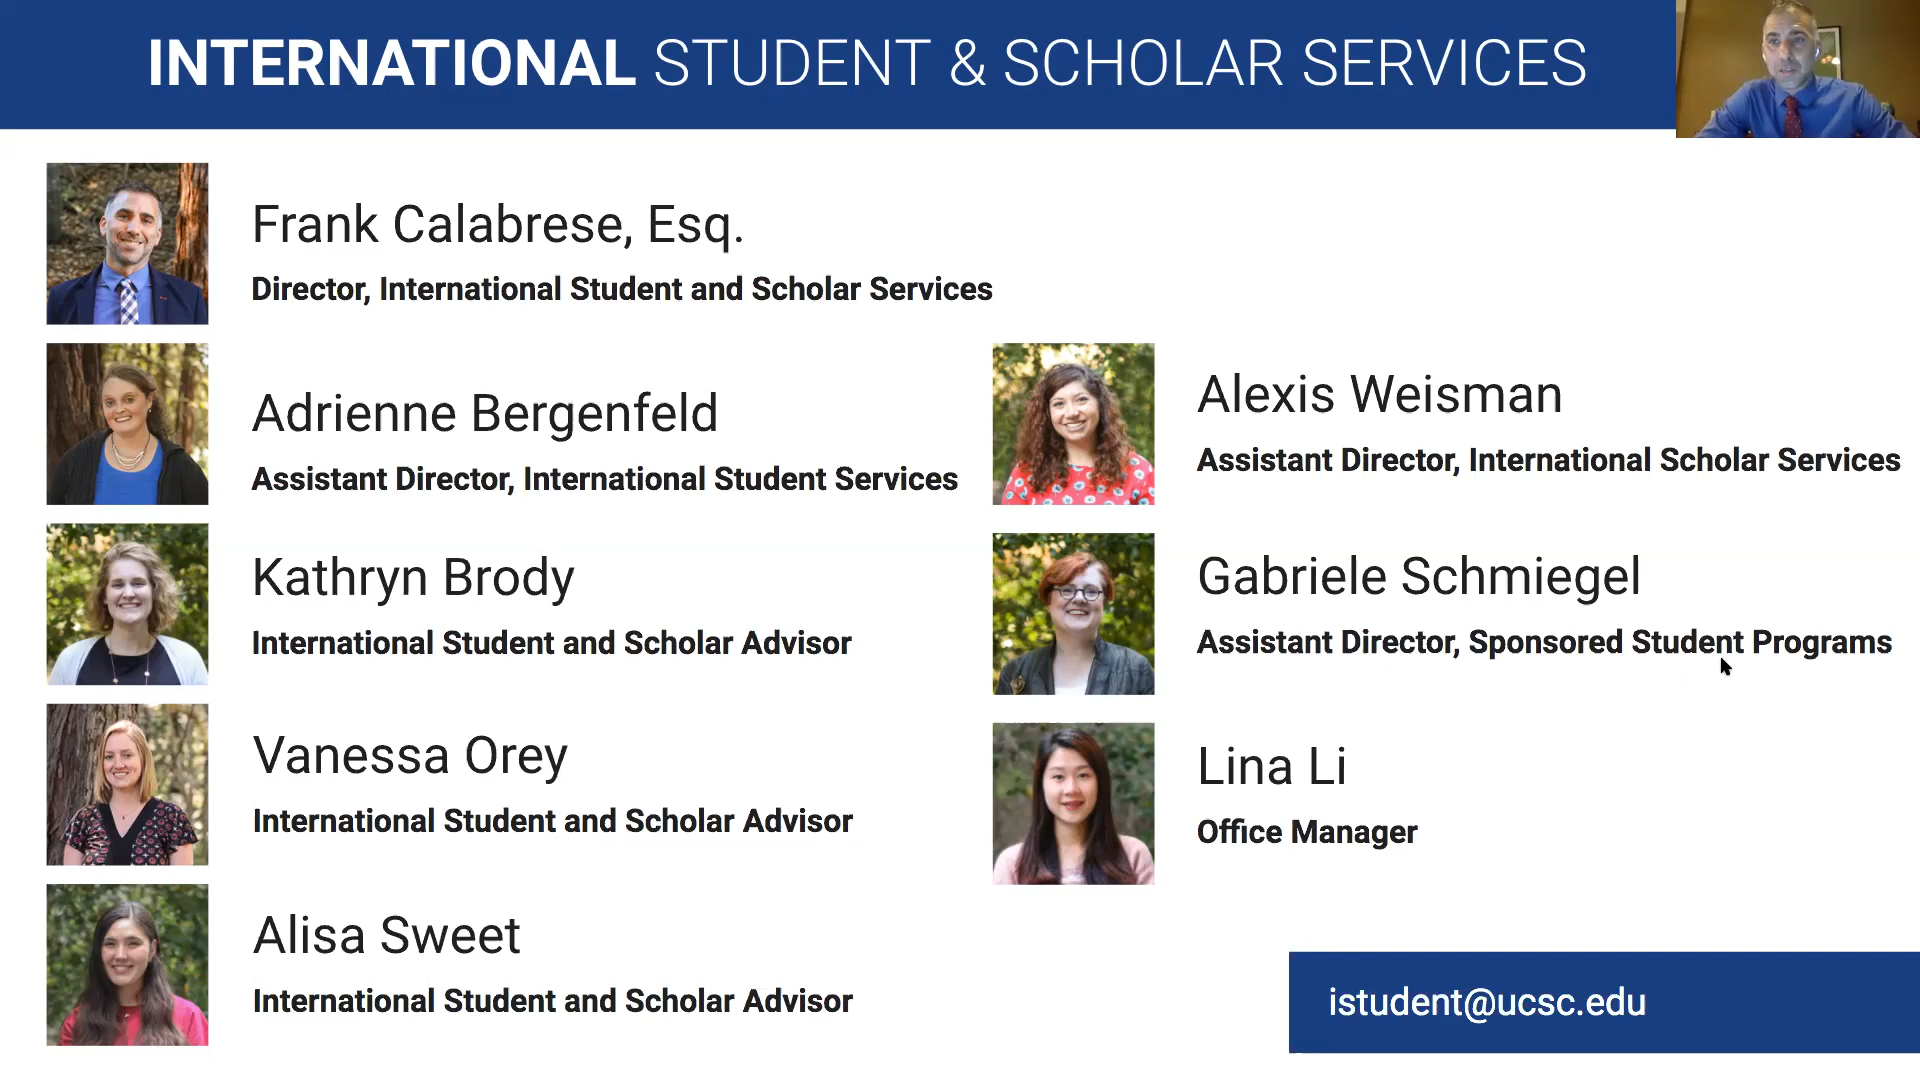 INTERNATIONAL STUDENT & SCHOLAR SERVICES
Frank Calabrese, Esq.
Director, International Student and Scholar Services
Adrienne Bergenfeld
Assistant Director, International Student Services
Kathryn Brody
International Student and Scholar Advisor
Vanessa Orey
International Student and Scholar Advisor
Alisa Sweet
International Student and Scholar Advisor
Alexis Weisman
Assistant Director, International Scholar Services
Gabriele Schmiegel
Assistant Director, Sponsored Student Programs
Lina Li
Office Manager
istudent@ucsc.edu